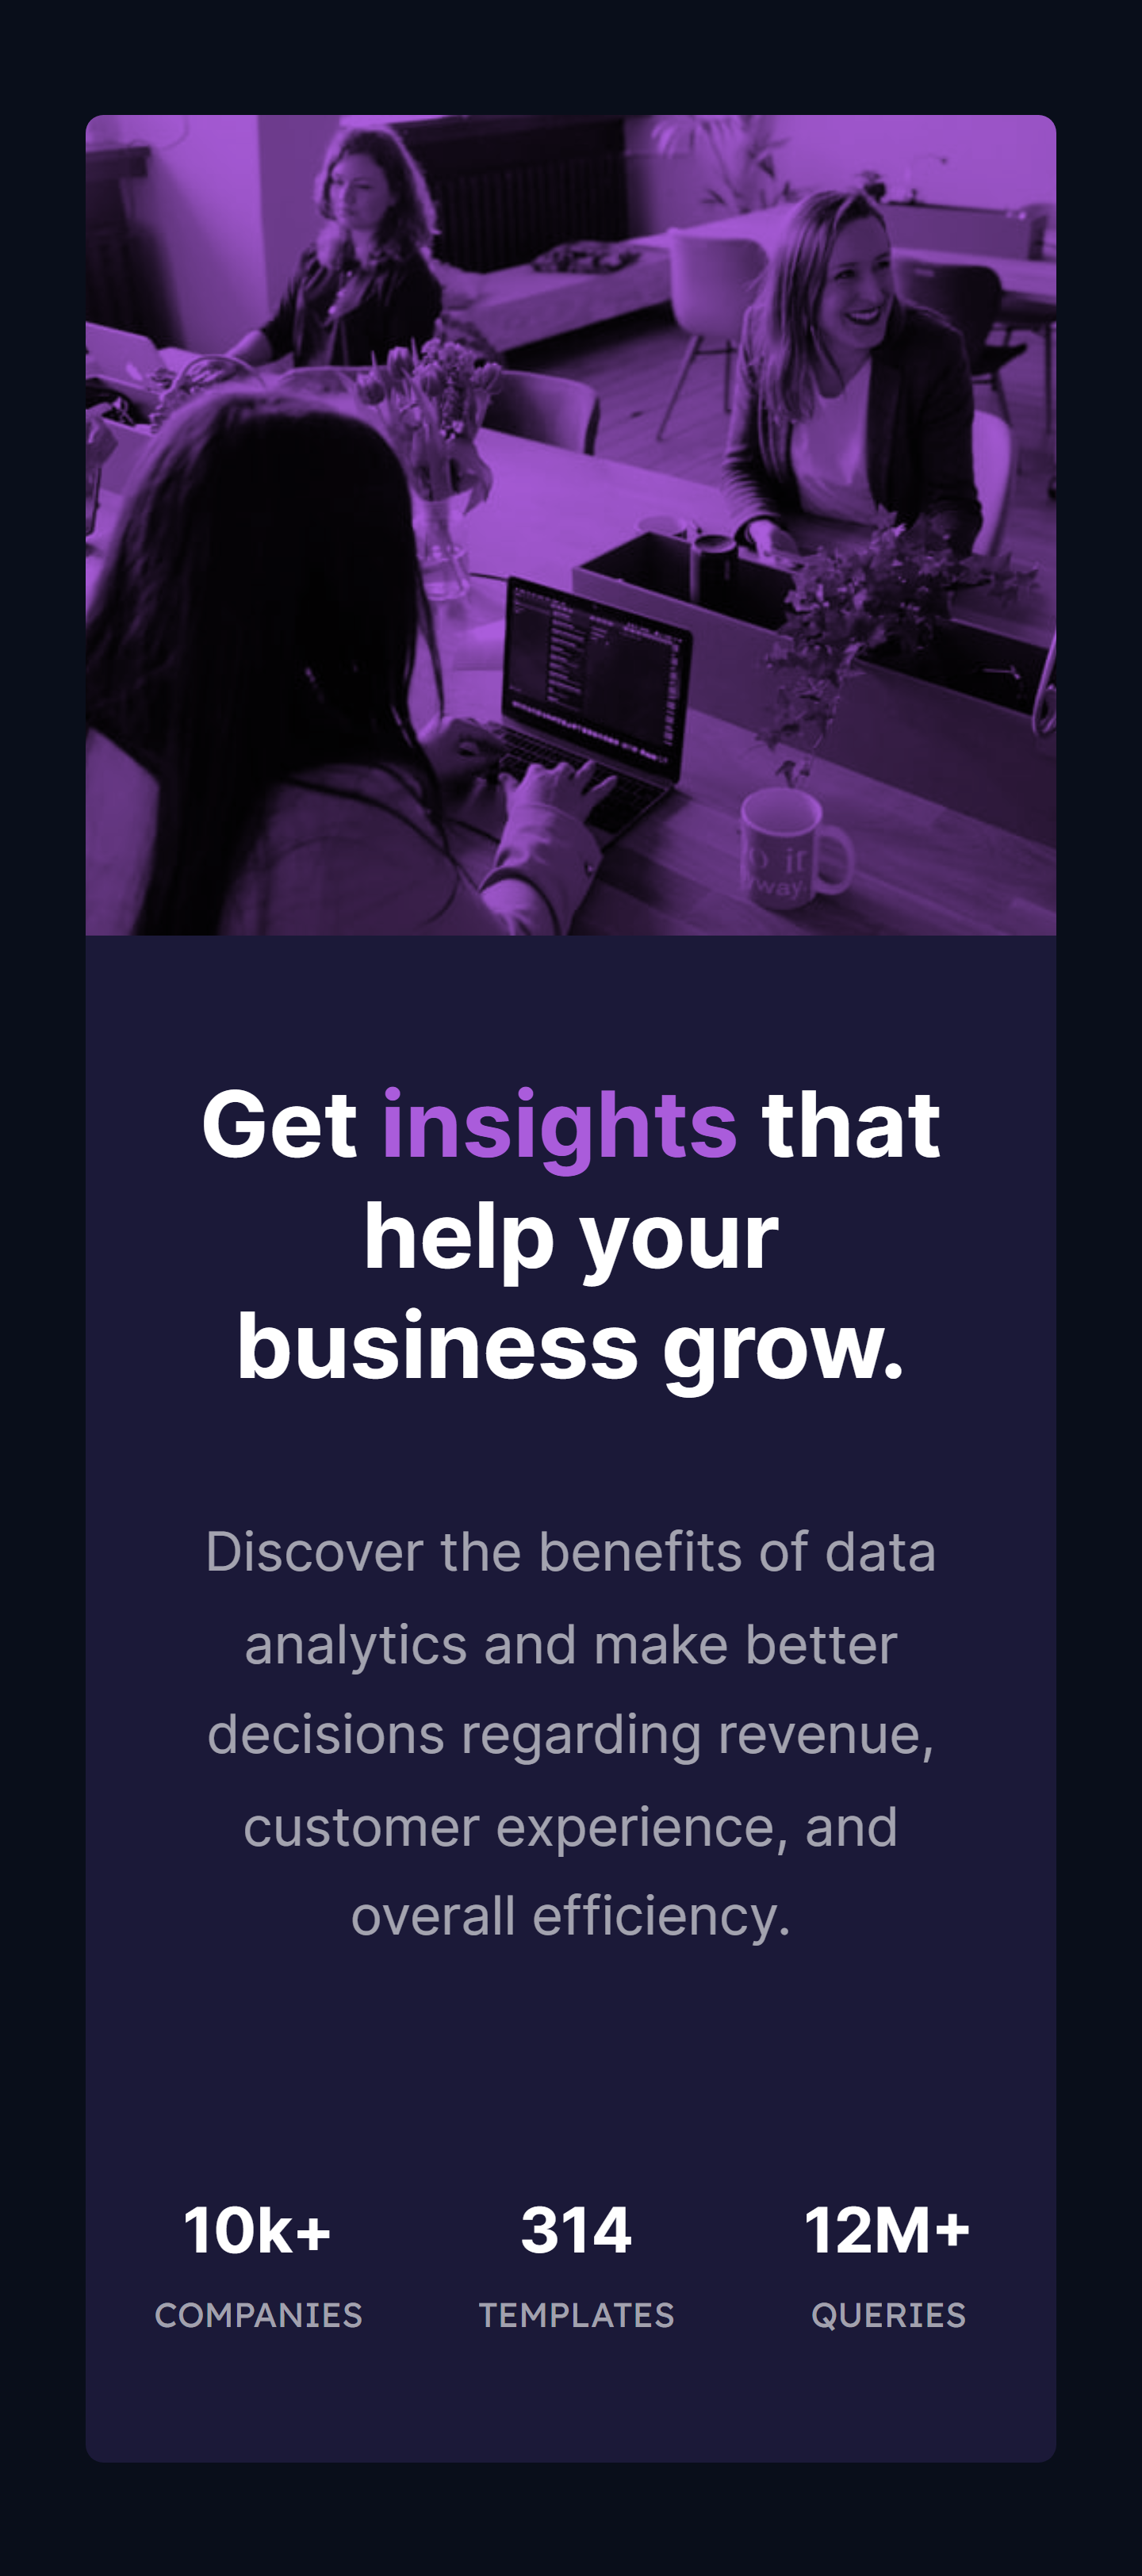 Get insights that
help your
business grow.
Discover the benefits of data
analytics and make better
decisions regarding revenue,
customer experience, and
overall efficiency.
10k+ 314 12M+
COMPANIES TEMPLATES QUERIES